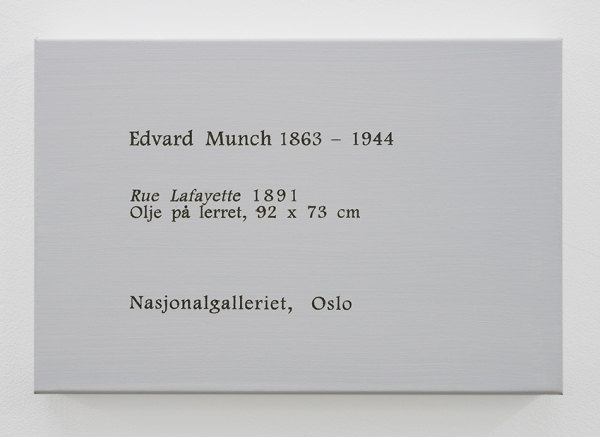 Edvard Munch 1863 – 1944
Rue Lafayette 1891
Olje på lerret, 92 x 73 cm
Nasjonalgalleriet, Oslo